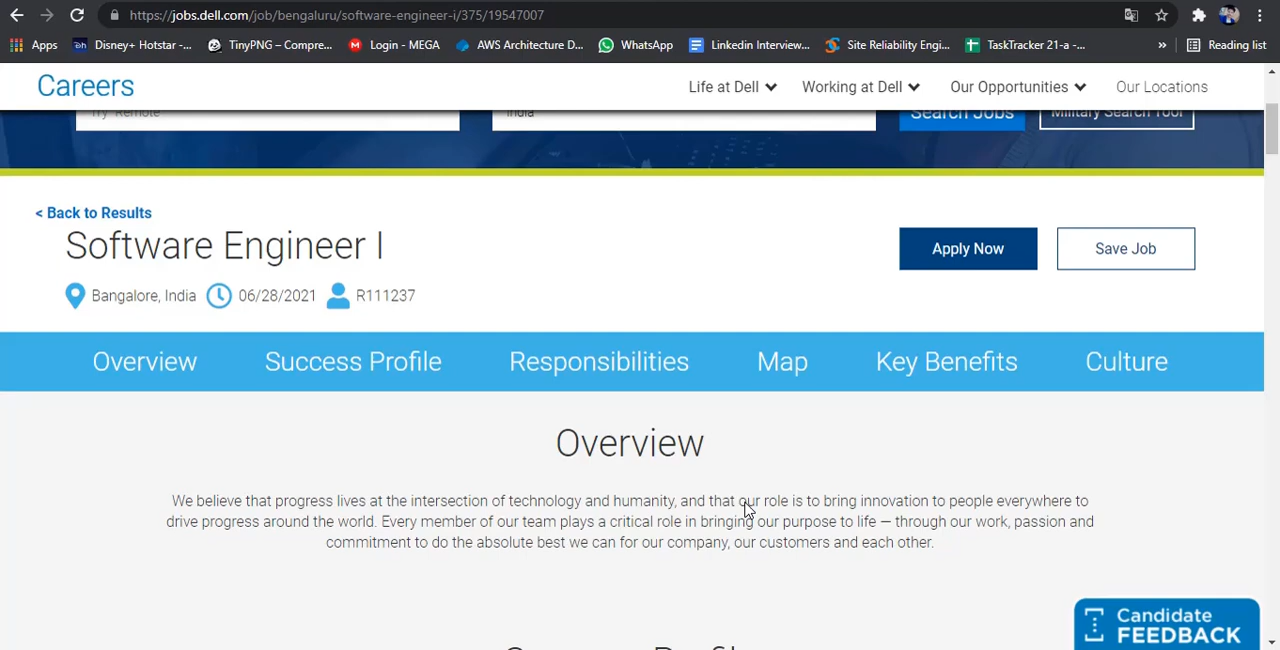 https://jobs.dell.com/job/bengaluru/software-engineer-i/375/19547007
Apps Disney+ Hotstar -... TinyPNG – Compre... Login - MEGA AWS Architecture D... WhatsApp Linkedin Interview... Site Reliability Engi... TaskTracker 21-a -... » Reading list
Careers Life at Dell Working at Dell Our Opportunities Our Locations
Try "Remote" India Search Jobs Military Search Tool
< Back to Results
Software Engineer I Apply Now Save Job
Bangalore, India 06/28/2021 R111237
Overview Success Profile Responsibilities Map Key Benefits Culture
Overview
We believe that progress lives at the intersection of technology and humanity, and that our role is to bring innovation to people everywhere to
drive progress around the world. Every member of our team plays a critical role in bringing our purpose to life — through our work, passion and
commitment to do the absolute best we can for our company, our customers and each other.
Candidate
FEEDBACK